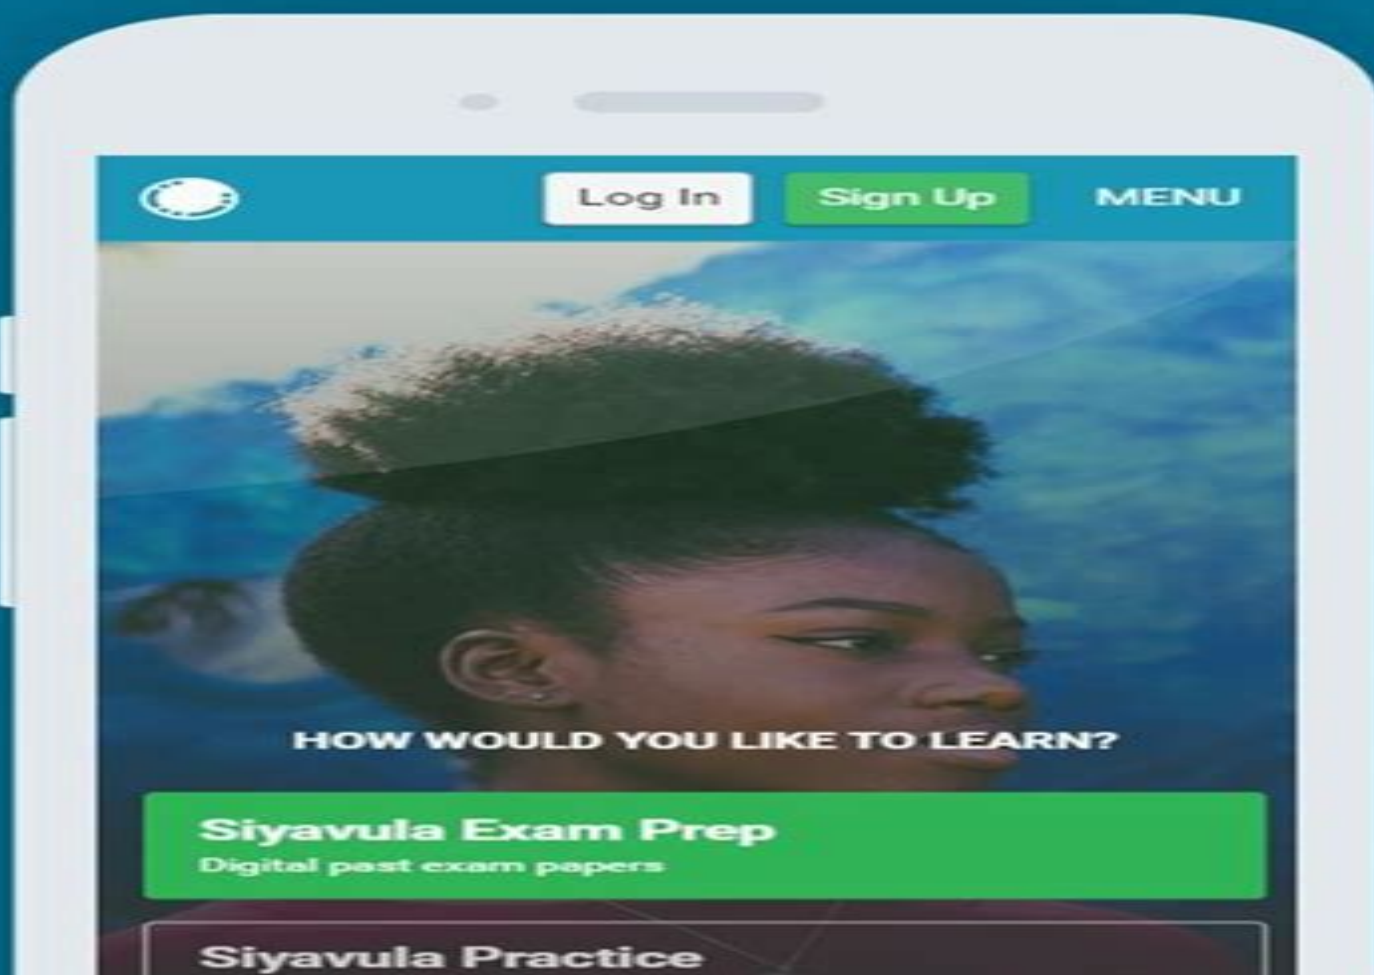 Log In Sign Up MENU
HOW WOULD YOU LIKE TO LEARN?
Siyavula Exam Prep
Digital past exam papers
Siyavula Practice